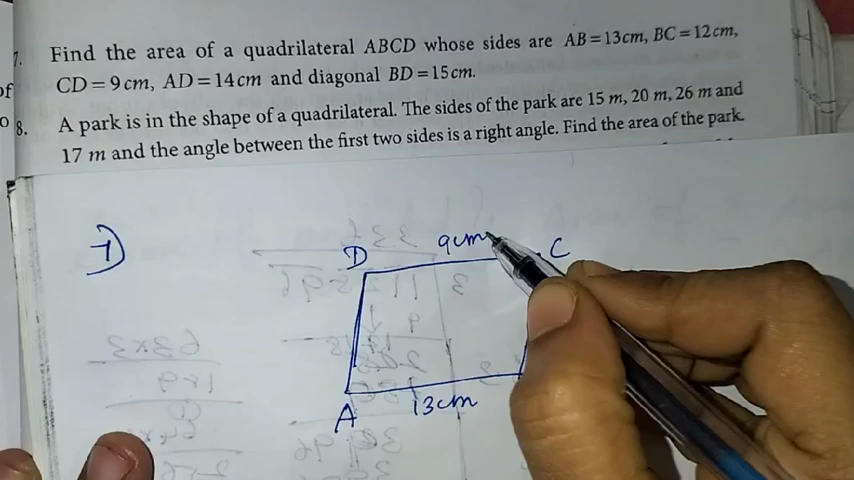 7. Find the area of a quadrilateral ABCD whose sides are AB=13cm, BC=12cm,
of CD=9cm, AD=14cm and diagonal BD=15cm.
8. A park is in the shape of a quadrilateral. The sides of the park are 15 m, 20 m, 26 m and
17 m and the angle between the first two sides is a right angle. Find the area of the park.
7)
D 9cm C
A 13cm